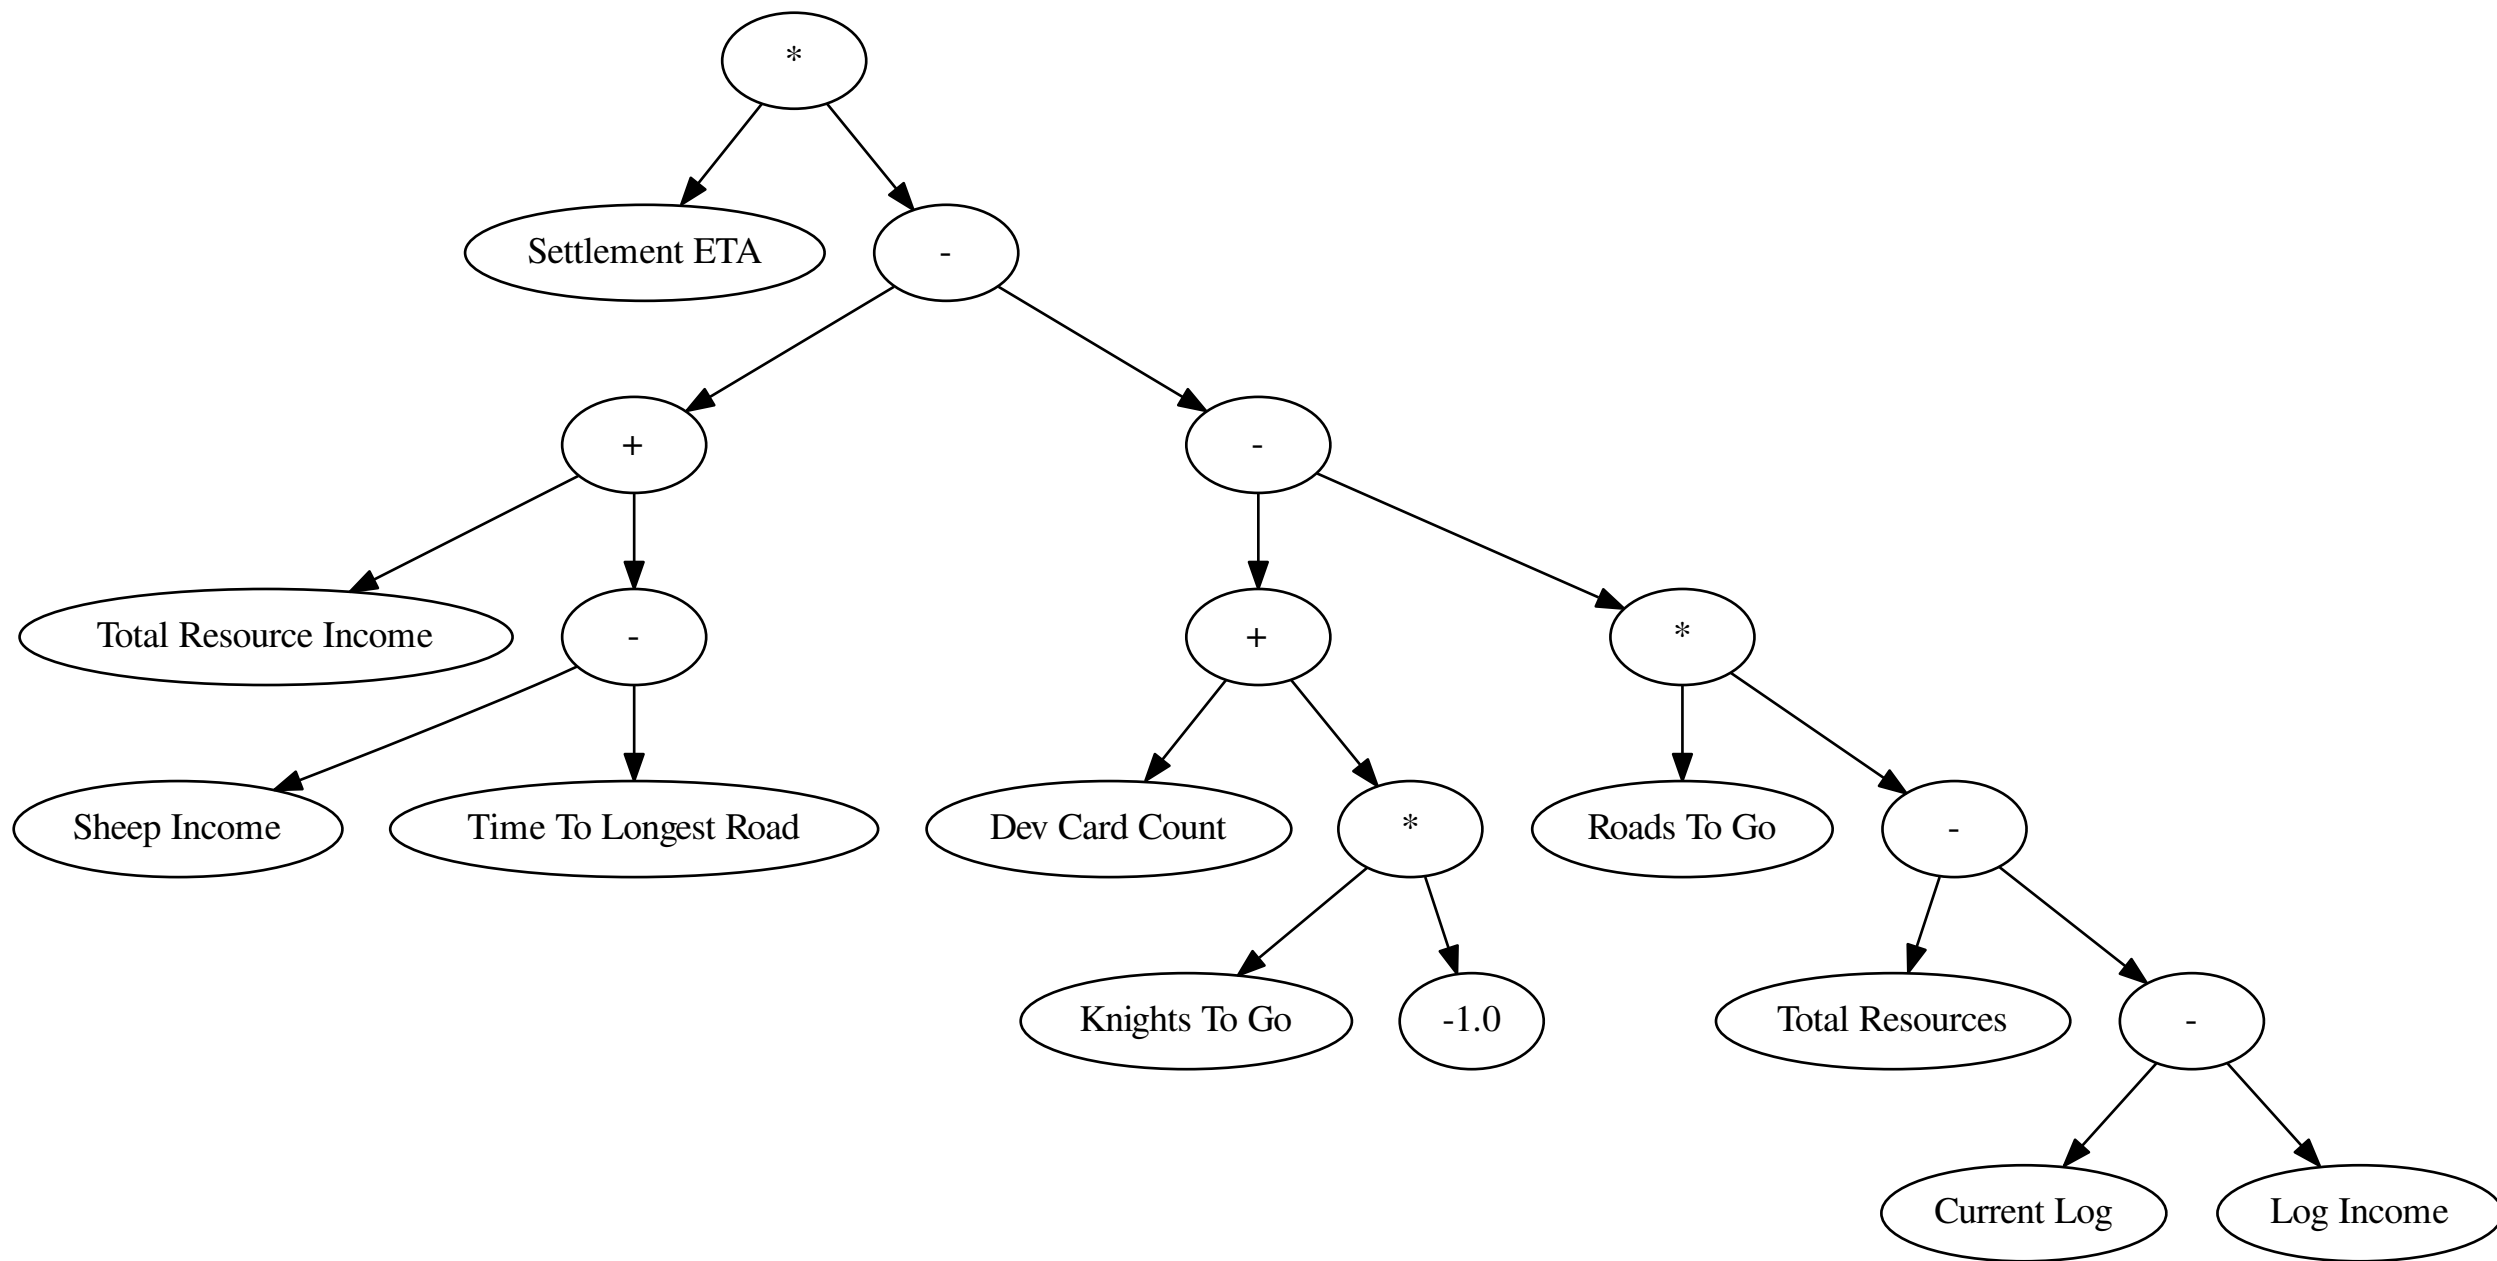 *
Settlement ETA
-
+
-
Total Resource Income
-
+
*
Sheep Income
Time To Longest Road
Dev Card Count
*
Roads To Go
-
Knights To Go
-1.0
Total Resources
-
Current Log
Log Income